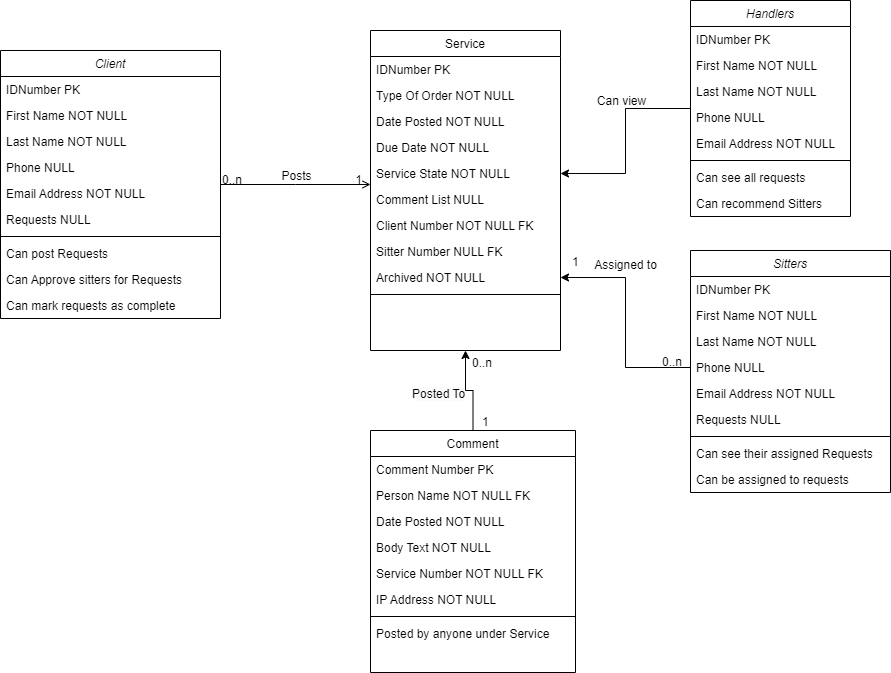 Client
IDNumber PK
First Name NOT NULL
Last Name NOT NULL
Phone NULL
Email Address NOT NULL
Requests NULL
Can post Requests
Can Approve sitters for Requests
Can mark requests as complete
0..n
Posts
1
Service
IDNumber PK
Type Of Order NOT NULL
Date Posted NOT NULL
Due Date NOT NULL
Service State NOT NULL
Comment List NULL
Client Number NOT NULL FK
Sitter Number NULL FK
Archived NOT NULL
Can view
Handlers
IDNumber PK
First Name NOT NULL
Last Name NOT NULL
Phone NULL
Email Address NOT NULL
Can see all requests
Can recommend Sitters
1
Assigned to
0..n
Sitters
IDNumber PK
First Name NOT NULL
Last Name NOT NULL
Phone NULL
Email Address NOT NULL
Requests NULL
Can see their assigned Requests
Can be assigned to requests
0..n
Posted To
1
Comment
Comment Number PK
Person Name NOT NULL FK
Date Posted NOT NULL
Body Text NOT NULL
Service Number NOT NULL FK
IP Address NOT NULL
Posted by anyone under Service